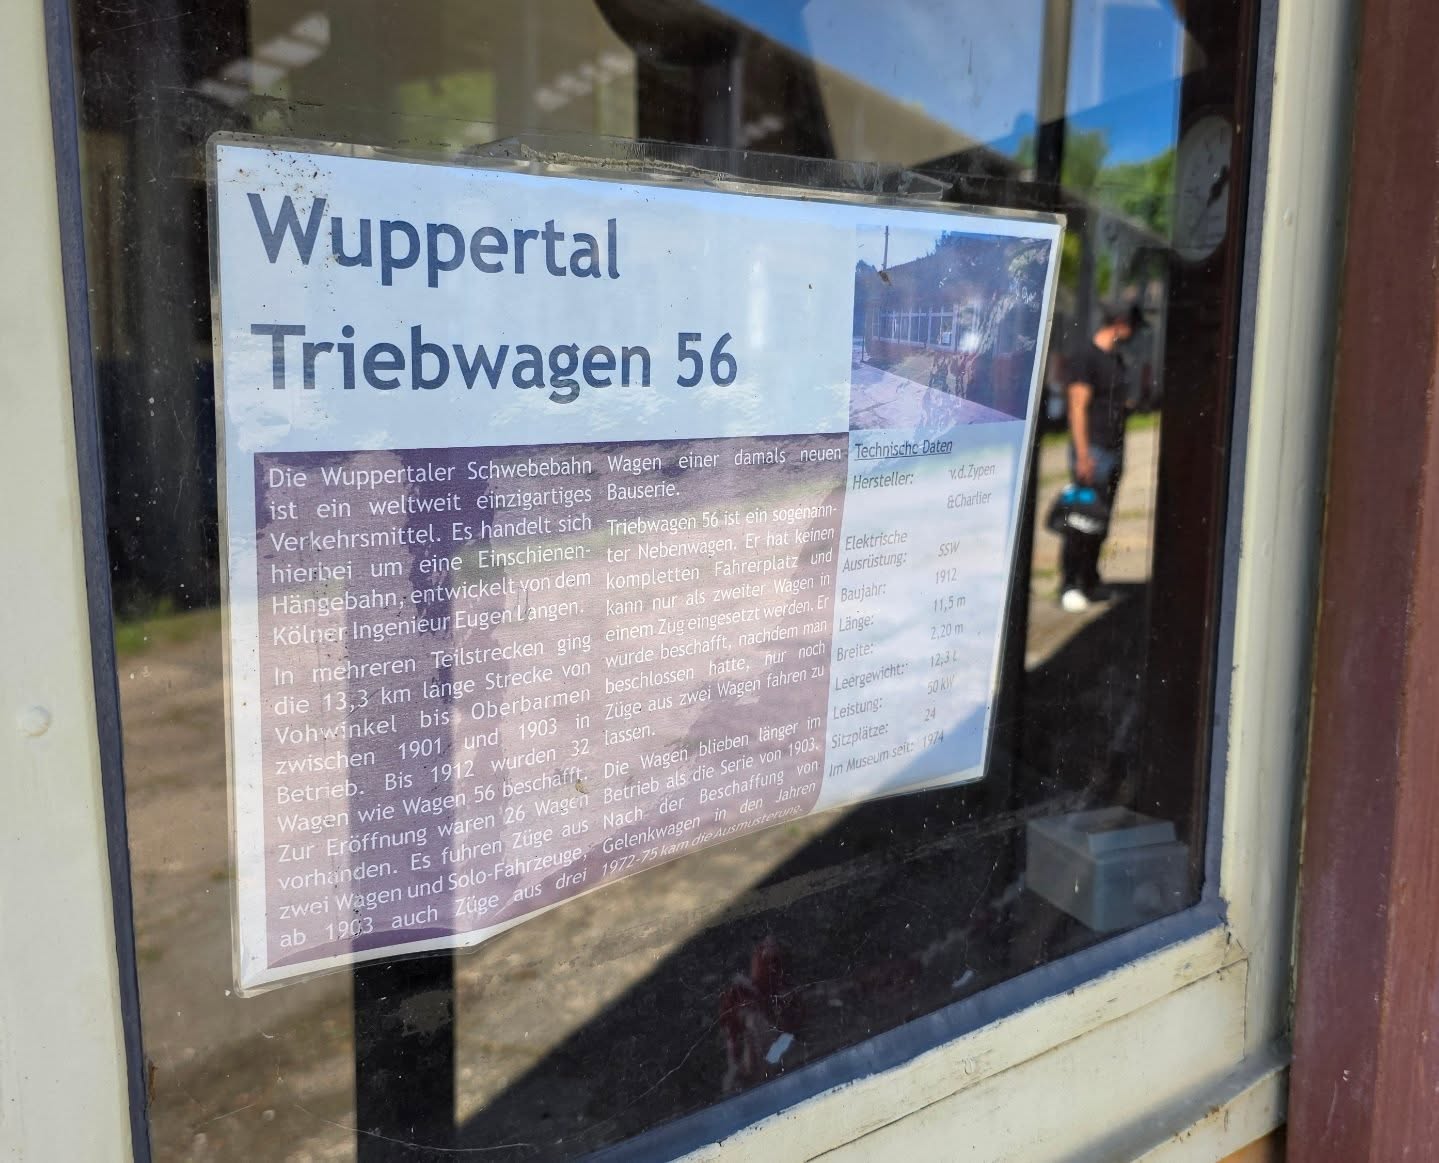 Wuppertal
Triebwagen 56
Die Wuppertaler Schwebebahn
ist ein weltweit einzigartiges
Verkehrsmittel. Es handelt sich
hierbei um eine Einschienen-
Hängebahn, entwickelt von dem
Kölner Ingenieur Eugen Langen.
In mehreren Teilstrecken ging
die 13,3 km lange Strecke von
Vohwinkel bis Oberbarmen
zwischen 1901 und 1903 in
Betrieb. Bis 1912 wurden 32
Wagen wie Wagen 56 beschafft.
Zur Eröffnung waren 26 Wagen
vorhanden. Es fuhren Züge aus
zwei Wagen und Solo-Fahrzeuge,
ab 1903 auch Züge aus drei
Wagen einer damals neuen
Bauserie.
Triebwagen 56 ist ein sogenann-
ter Nebenwagen. Er hat keinen
kompletten Fahrerplatz und
kann nur als zweiter Wagen in
einem Zug eingesetzt werden. Er
wurde beschafft, nachdem man
beschlossen hatte, nur noch
Züge aus zwei Wagen fahren zu
lassen.
Die Wagen blieben länger im
Betrieb als die Serie von 1903.
Nach der Beschaffung von
Gelenkwagen in den Jahren
1972-75 kam die Ausmusterung.
Technische Daten
Hersteller: v.d.Zypen
&Charlier
Elektrische
Ausrüstung: SSW
Baujahr: 1912
Länge: 11,5 m
Breite: 2,20 m
Leergewicht: 12,3 t
Leistung: 50 kW
Sitzplätze: 24
Im Museum seit: 1974